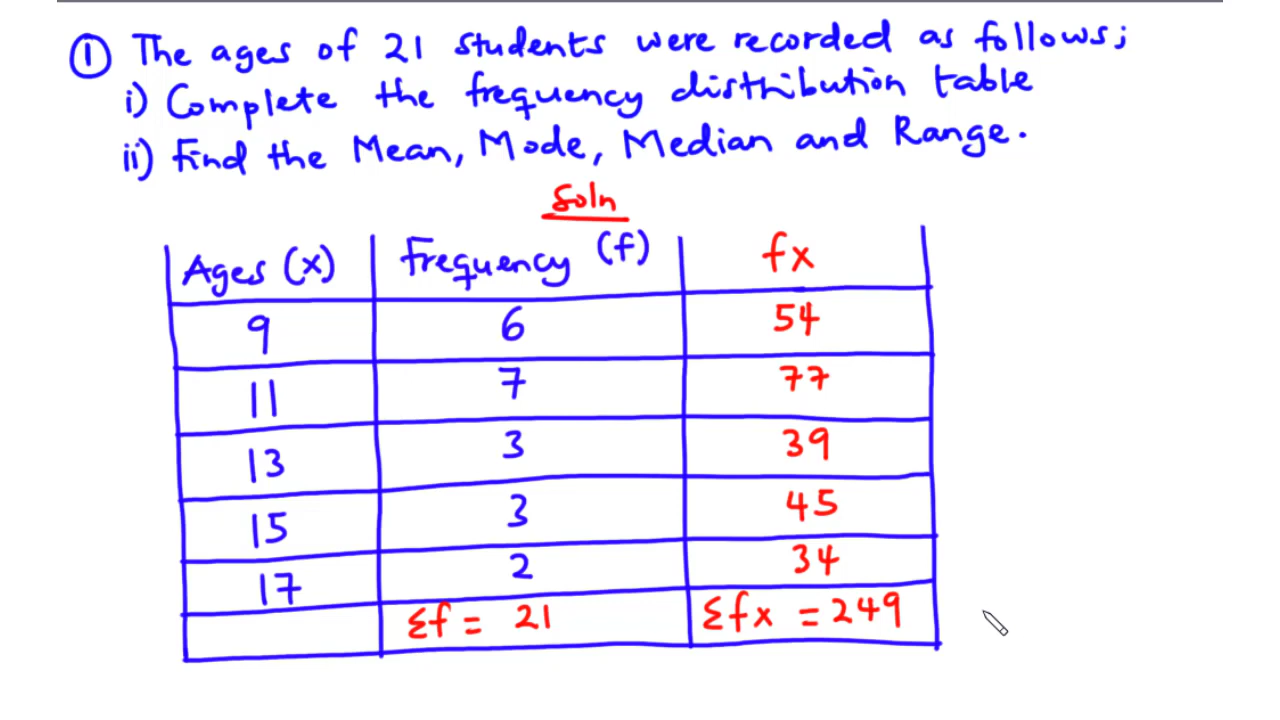 ① The ages of 21 students were recorded as follows;
i) Complete the frequency distribution table
ii) Find the Mean, Mode, Median and Range.
Soln
Ages (x) Frequency (f) fx
9 6 54
11 7 77
13 3 39
15 3 45
17 2 34
Σf = 21 Σfx = 249